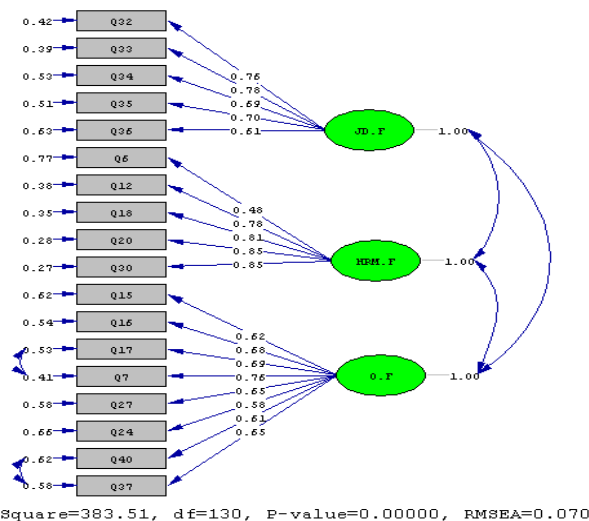 0.42 Q32
0.39 Q33
0.53 Q34
0.51 Q35
0.63 Q36
0.77 Q6
0.38 Q12
0.35 Q18
0.28 Q20
0.27 Q30
0.62 Q15
0.54 Q16
0.53 Q17
0.41 Q7
0.58 Q27
0.66 Q24
0.62 Q40
0.58 Q37
0.76
0.78
0.69
0.70
0.61
JD.F 1.00
0.48
0.78
0.81
0.85
0.85
HRM.F 1.00
0.62
0.68
0.69
0.76
0.65
0.58
0.61
0.65
O.F 1.00
Square=383.51, df=130, P-value=0.00000, RMSEA=0.070